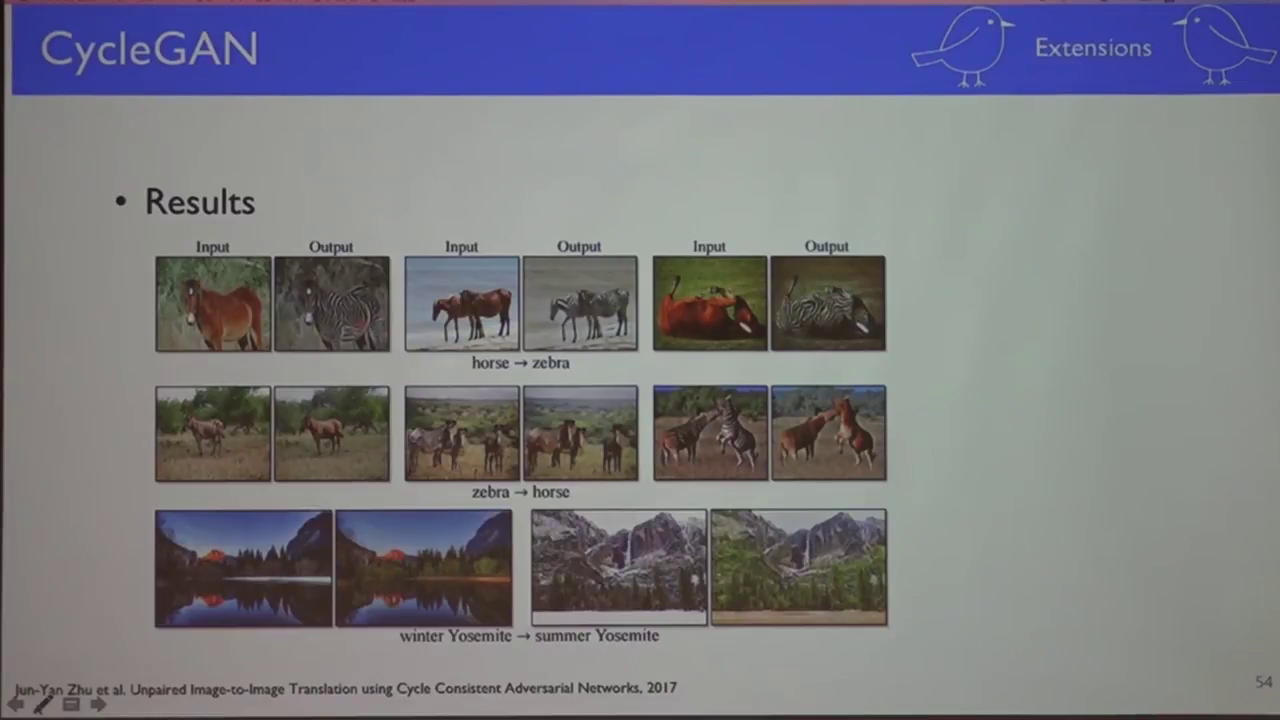 CycleGAN
Extensions
• Results
Input Output Input Output Input Output
horse → zebra
zebra → horse
winter Yosemite → summer Yosemite
Jun-Yan Zhu et al. Unpaired Image-to-Image Translation using Cycle Consistent Adversarial Networks, 2017
54